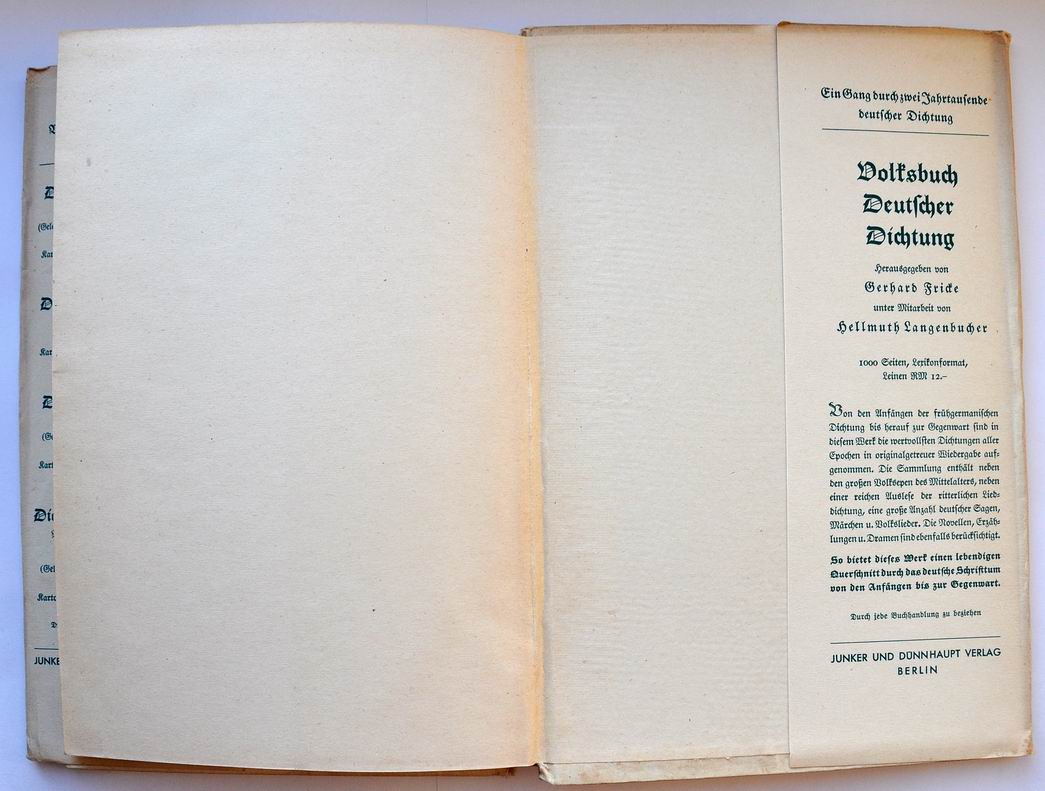 Ein Gang durch zwei Jahrtausende
deutscher Dichtung
Volksbuch
Deutscher
Dichtung
Herausgegeben von
Gerhard Fricke
unter Mitarbeit von
Hellmuth Langenbucher
1000 Seiten, Lexikonformat,
Leinen RM 12.–
Von den Anfängen der frühgermanischen
Dichtung bis herauf zur Gegenwart sind in
diesem Werk die wertvollsten Dichtungen aller
Epochen in originalgetreuer Wiedergabe auf-
genommen. Die Sammlung enthält neben
den großen Volksepen des Mittelalters, neben
einer reichen Auslese der ritterlichen Lied-
dichtung, eine große Anzahl deutscher Sagen,
Märchen u. Volkslieder. Die Novellen, Erzäh-
lungen u. Dramen sind ebenfalls berücksichtigt.
So bietet dieses Werk einen lebendigen
Querschnitt durch das deutsche Schrifttum
von den Anfängen bis zur Gegenwart.
Durch jede Buchhandlung zu beziehen
JUNKER UND DÜNNHAUPT VERLAG
BERLIN